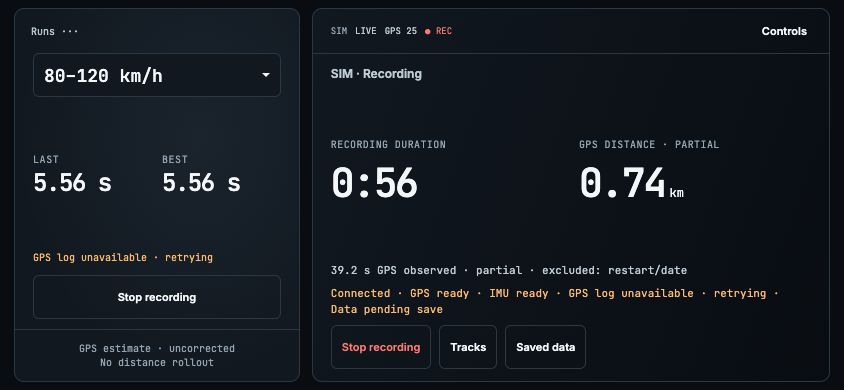 Runs ···
80–120 km/h
LAST BEST
5.56 s 5.56 s
GPS log unavailable · retrying
Stop recording
GPS estimate · uncorrected
No distance rollout
SIM LIVE GPS 25 ● REC
Controls
SIM · Recording
RECORDING DURATION GPS DISTANCE · PARTIAL
0:56 0.74 km
39.2 s GPS observed · partial · excluded: restart/date
Connected · GPS ready · IMU ready · GPS log unavailable · retrying ·
Data pending save
Stop recording Tracks Saved data